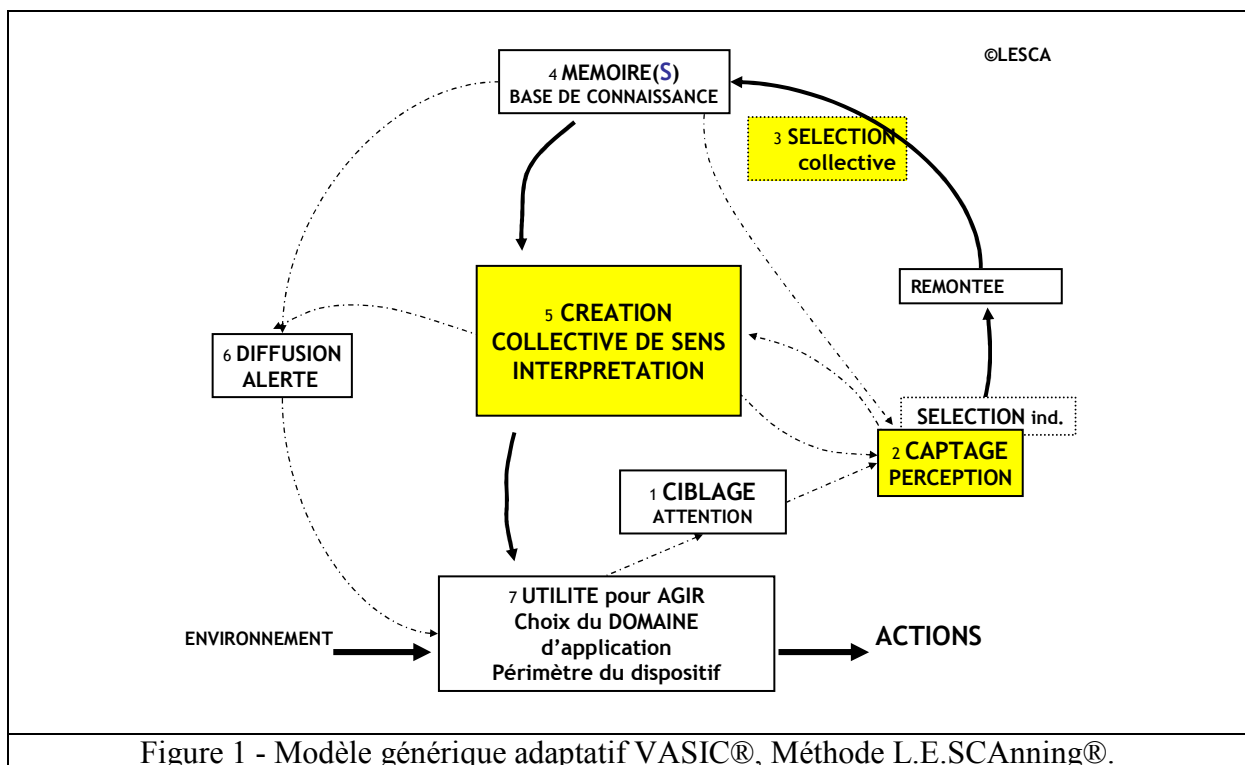 ©LESCA
4 MEMOIRE(S)
BASE DE CONNAISSANCE
3 SELECTION
collective
REMONTEE
5 CREATION
COLLECTIVE DE SENS
INTERPRETATION
6 DIFFUSION
ALERTE
SELECTION ind.
2 CAPTAGE
PERCEPTION
1 CIBLAGE
ATTENTION
7 UTILITE pour AGIR
Choix du DOMAINE
d'application
Périmètre du dispositif
ENVIRONNEMENT
ACTIONS
Figure 1 - Modèle générique adaptatif VASIC®, Méthode L.E.SCAnning®.